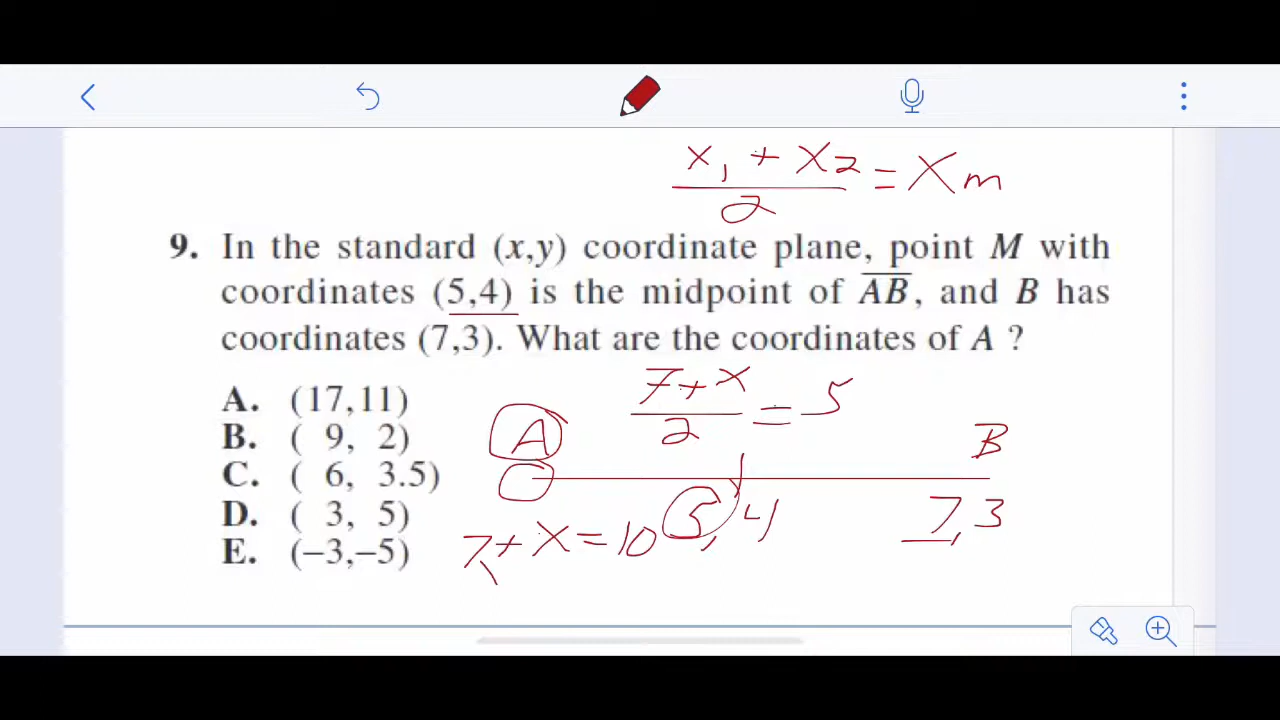 x₁ + x₂ / 2 = xm
9. In the standard (x,y) coordinate plane, point M with
coordinates (5,4) is the midpoint of AB, and B has
coordinates (7,3). What are the coordinates of A ?
7 + x / 2 = 5
A. (17,11)
B. ( 9, 2)
C. ( 6, 3.5)
D. ( 3, 5)
E. (–3,–5)
A
B
5, 4
7, 3
7 + x = 10